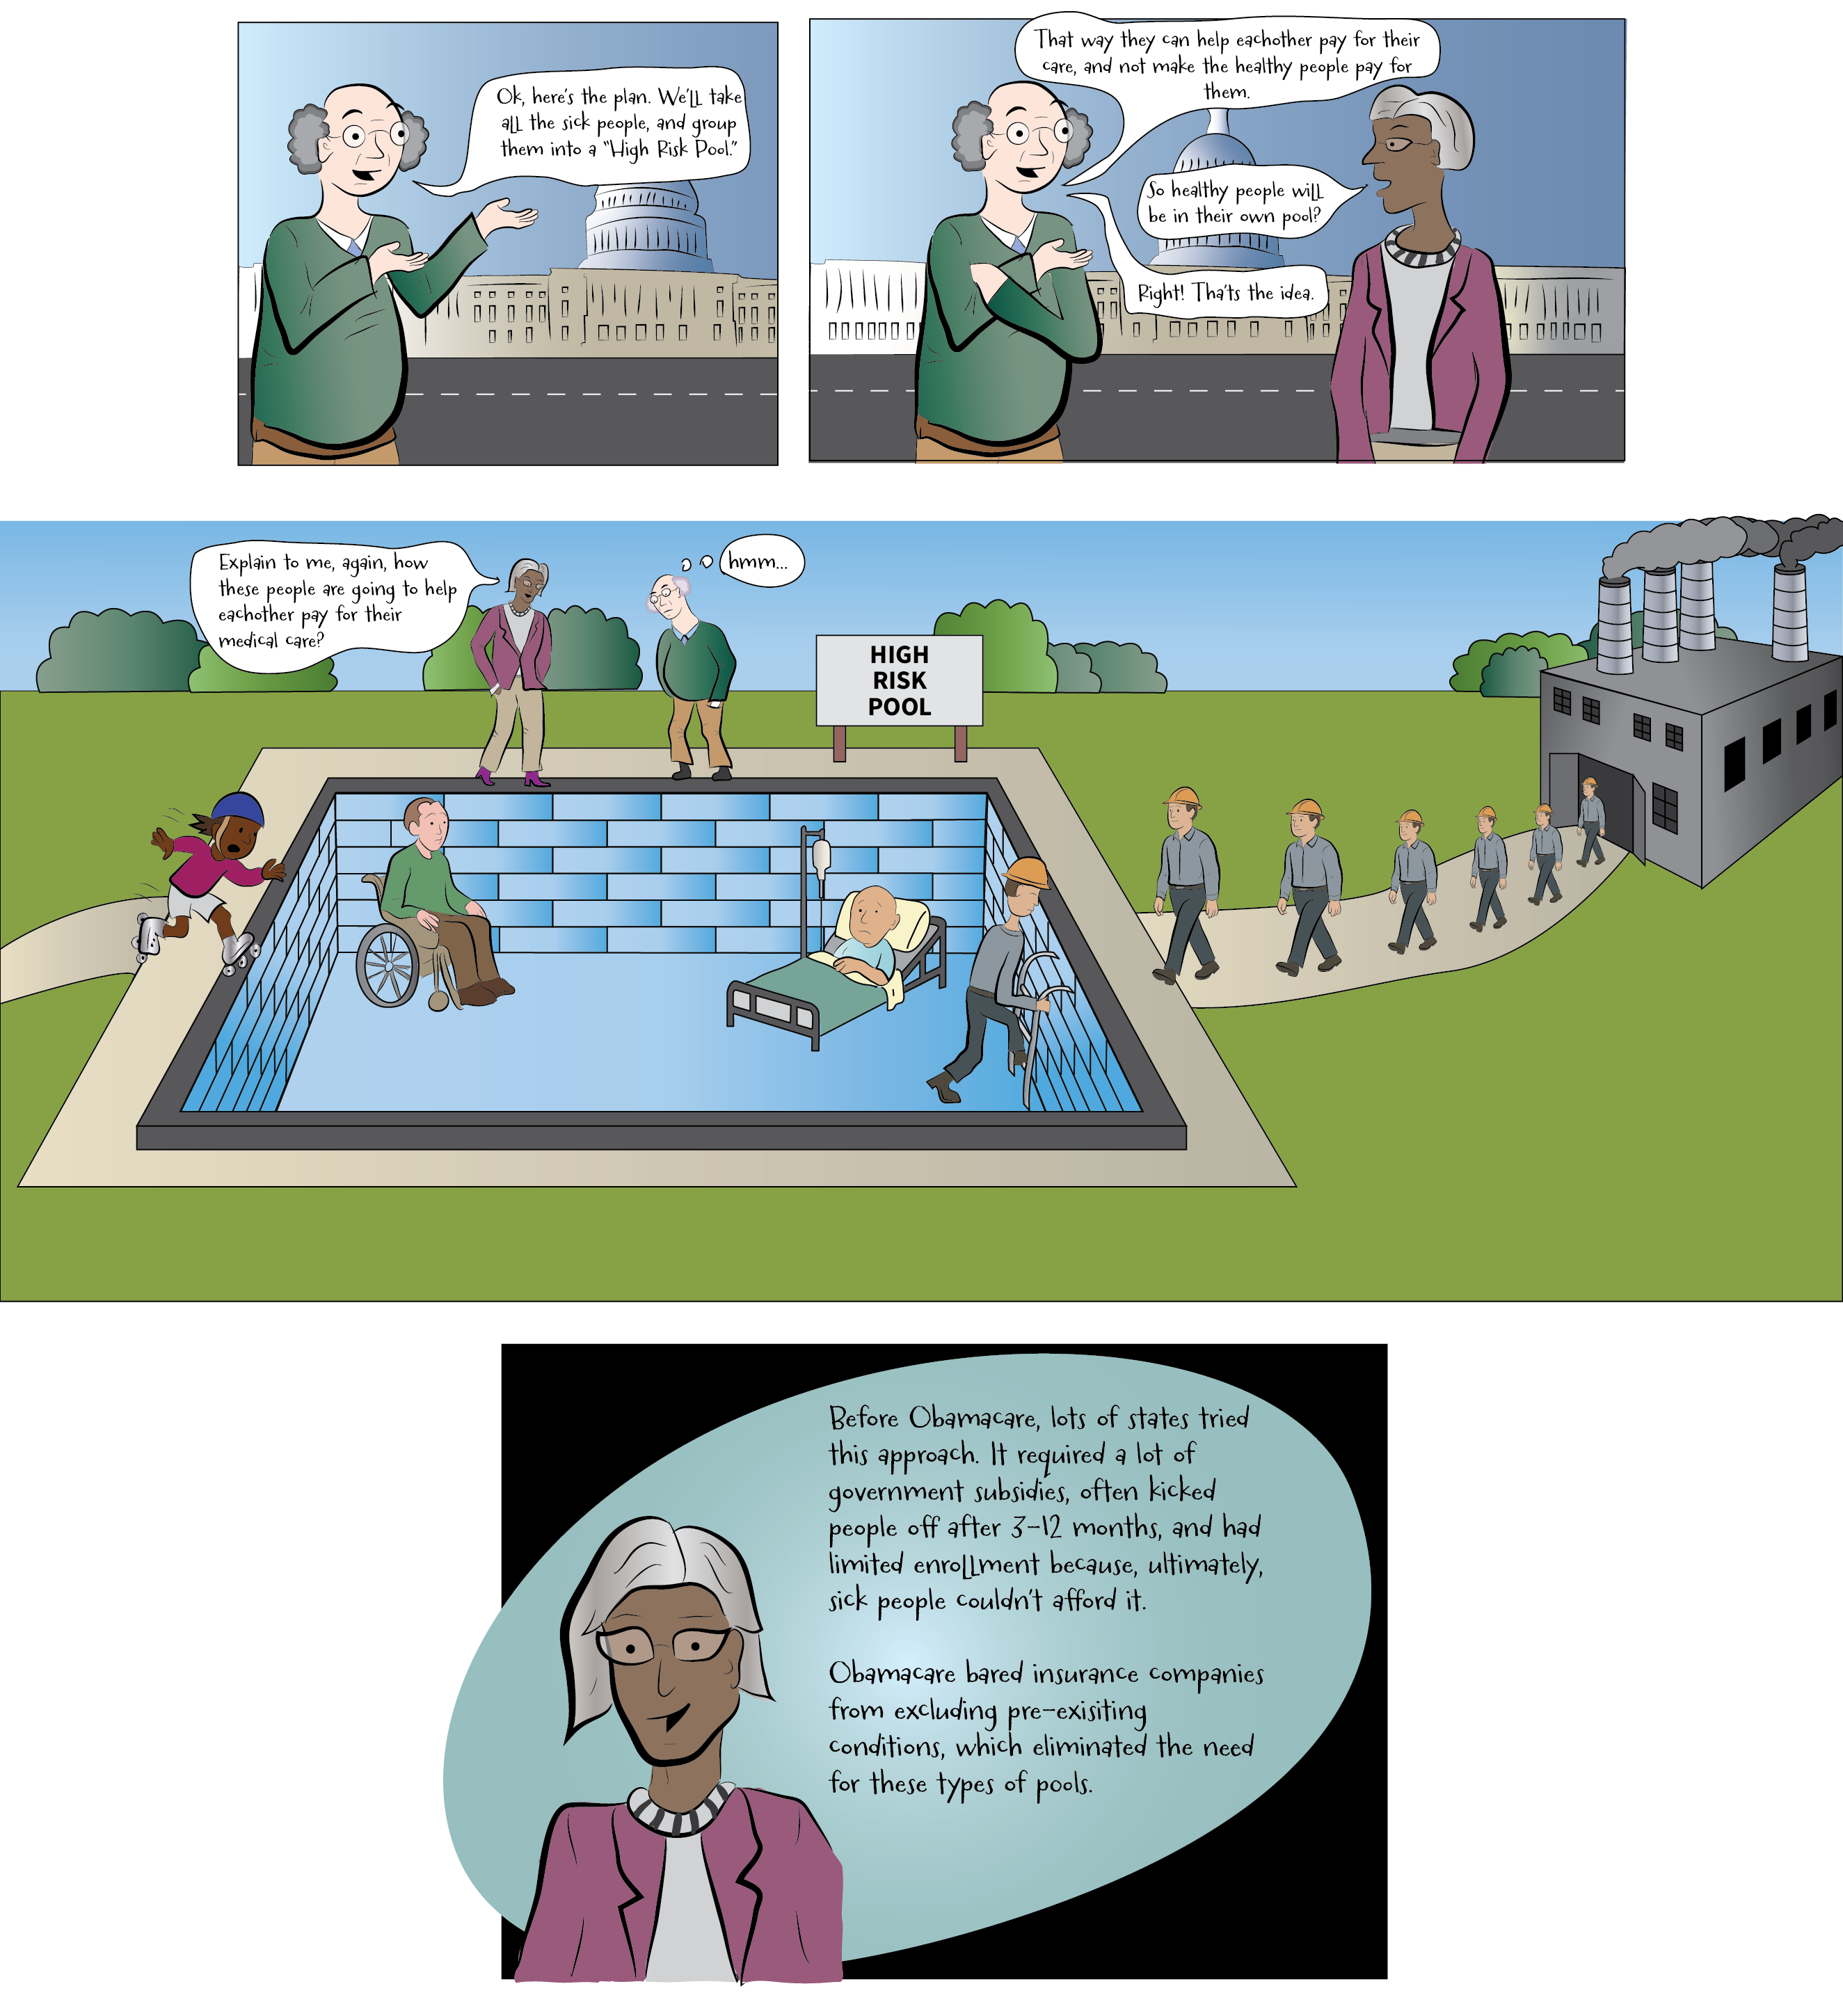 Ok, here's the plan. We'll take
all the sick people, and group
them into a "High Risk Pool."
That way they can help eachother pay for their
care, and not make the healthy people pay for
them.
So healthy people will
be in their own pool?
Right! Tha'ts the idea.
Explain to me, again, how
these people are going to help
eachother pay for their
medical care?
hmm...
HIGH
RISK
POOL
Before Obamacare, lots of states tried
this approach. It required a lot of
government subsidies, often kicked
people off after 3-12 months, and had
limited enrollment because, ultimately,
sick people couldn't afford it.
Obamacare bared insurance companies
from excluding pre-exisiting
conditions, which eliminated the need
for these types of pools.